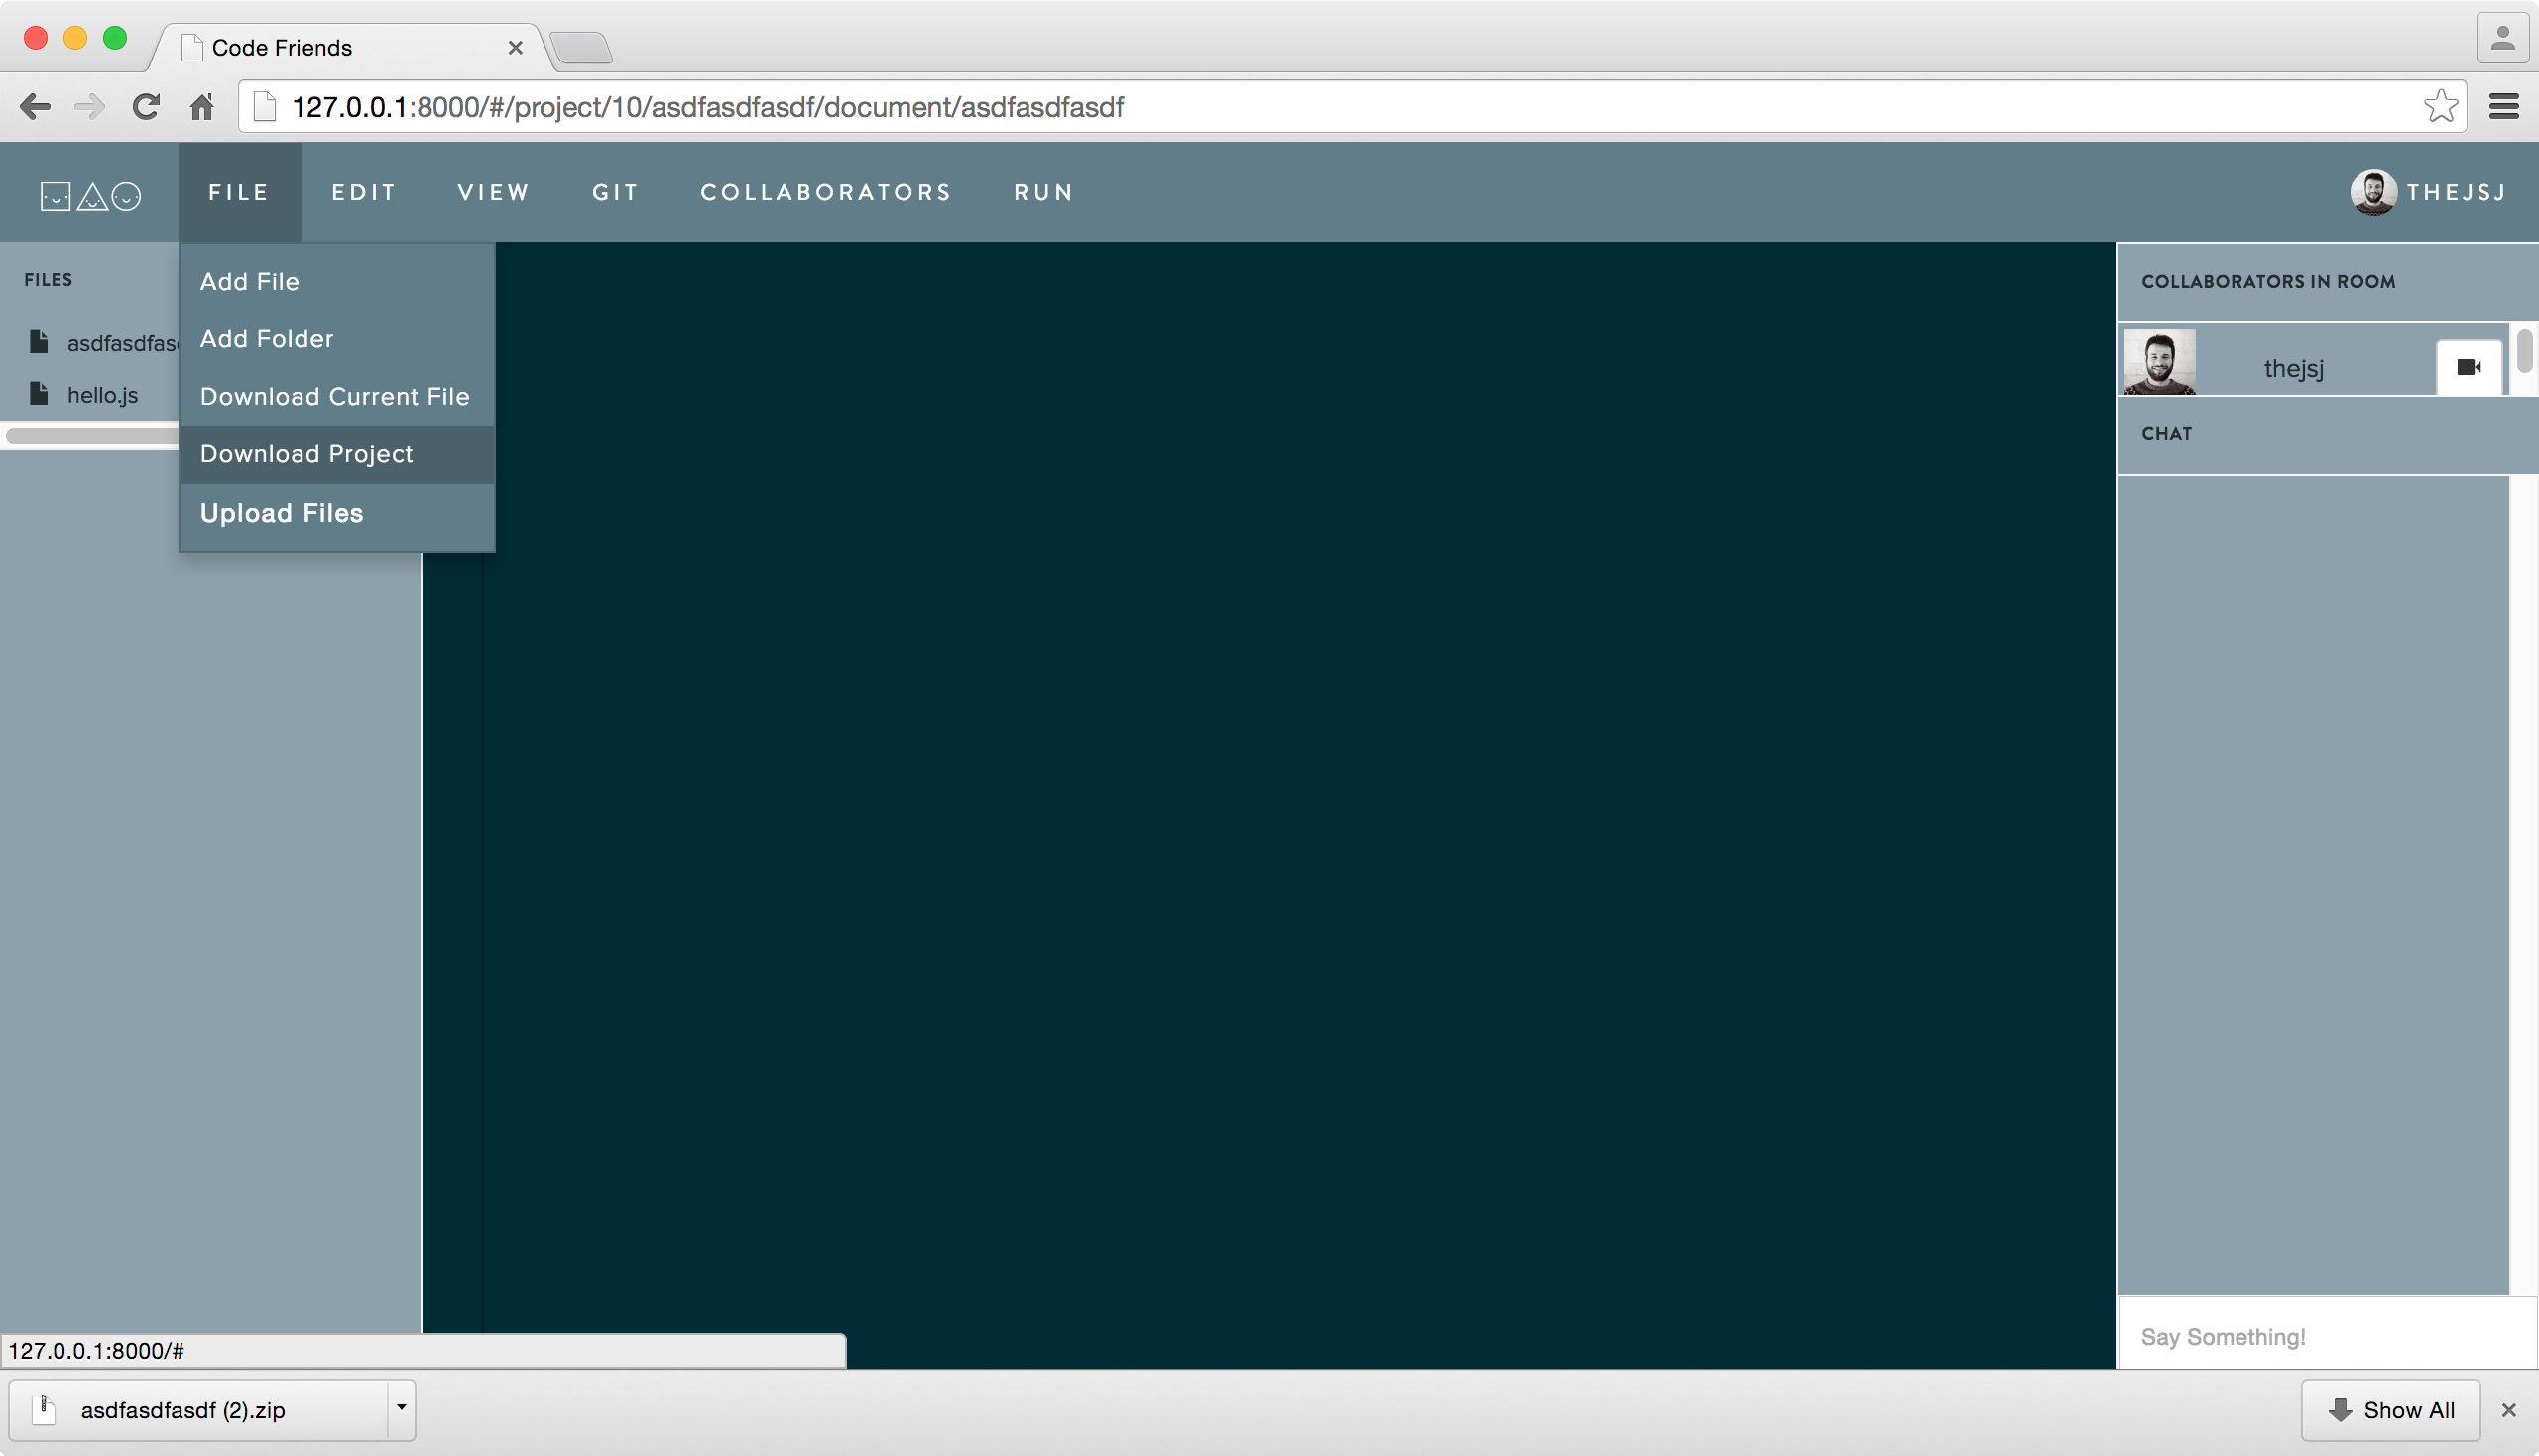 Code Friends
127.0.0.1:8000/#/project/10/asdfasdfasdf/document/asdfasdfasdf
FILE EDIT VIEW GIT COLLABORATORS RUN THEJSJ
FILES
asdfasdfas
hello.js
Add File
Add Folder
Download Current File
Download Project
Upload Files
COLLABORATORS IN ROOM
thejsj
CHAT
Say Something!
127.0.0.1:8000/#
asdfasdfasdf (2).zip
Show All